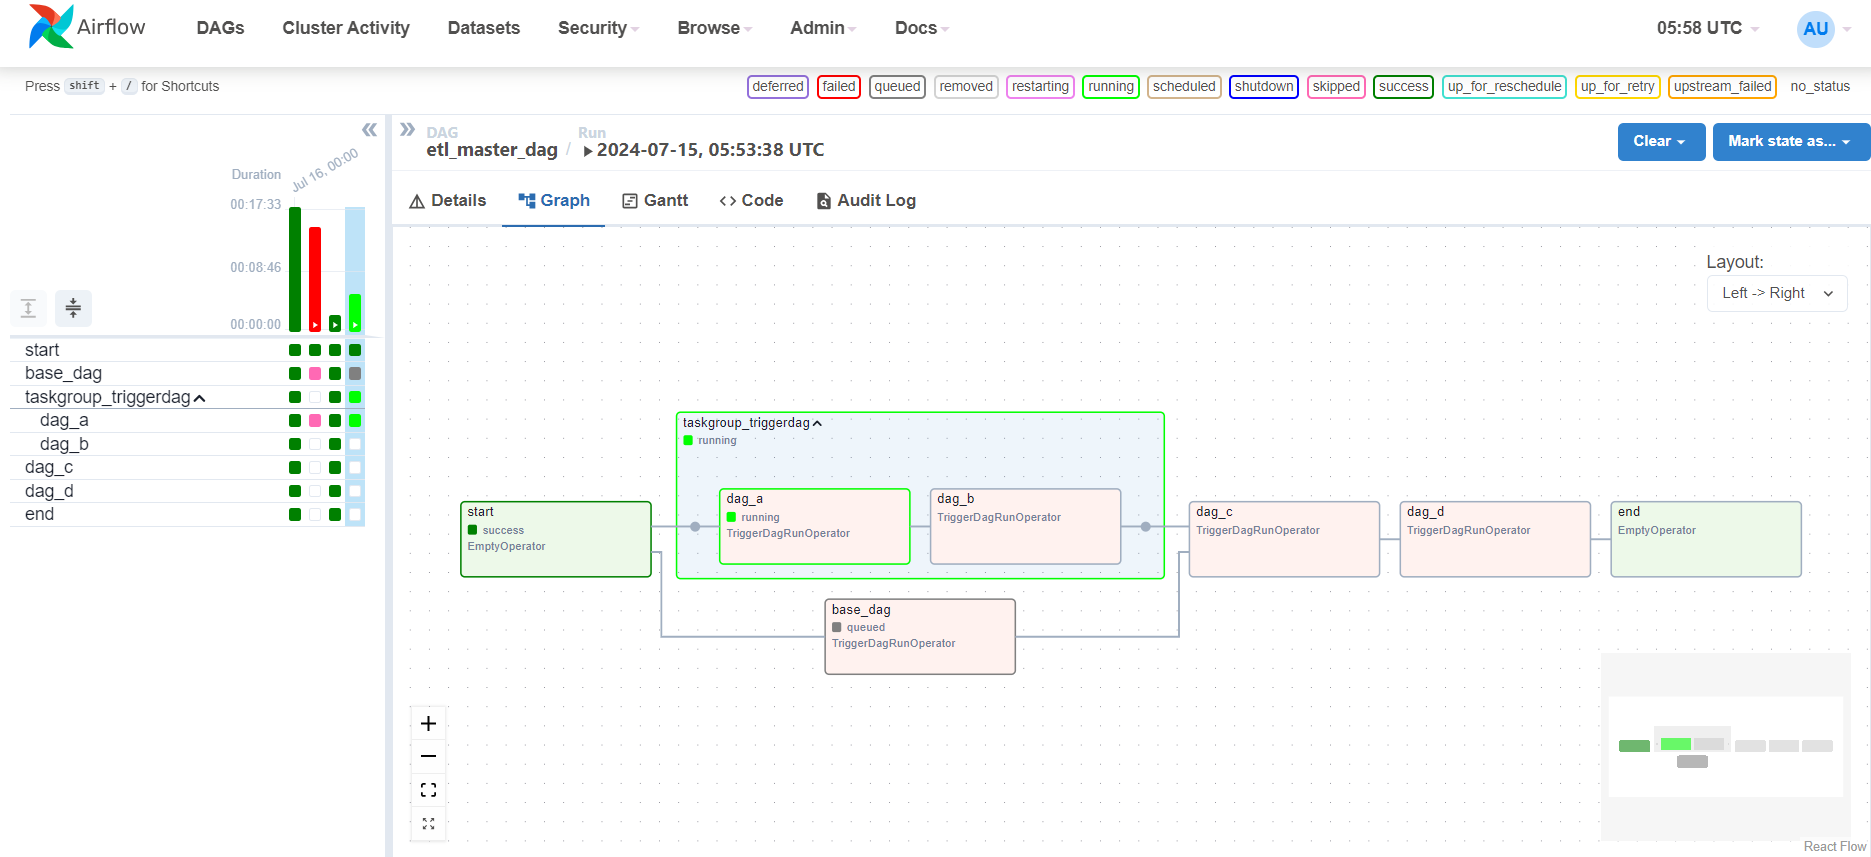 Airflow DAGs Cluster Activity Datasets Security Browse Admin Docs 05:58 UTC AU
Press shift + / for Shortcuts
deferred failed queued removed restarting running scheduled shutdown skipped success up_for_reschedule up_for_retry upstream_failed no_status
Duration
Jul 16, 00:00
00:17:33
00:08:46
00:00:00
start
base_dag
taskgroup_triggerdag
dag_a
dag_b
dag_c
dag_d
end
DAG
etl_master_dag
/
Run
2024-07-15, 05:53:38 UTC
Clear
Mark state as...
Details
Graph
Gantt
Code
Audit Log
Layout:
Left -> Right
taskgroup_triggerdag
running
start
success
EmptyOperator
dag_a
running
TriggerDagRunOperator
dag_b
TriggerDagRunOperator
base_dag
queued
TriggerDagRunOperator
dag_c
TriggerDagRunOperator
dag_d
TriggerDagRunOperator
end
EmptyOperator
React Flow